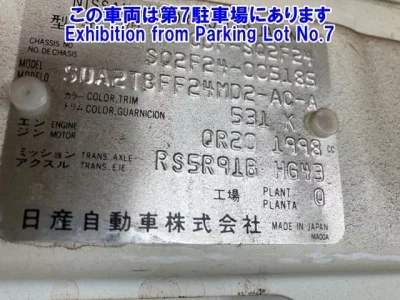 この車両は第7駐車場にあります
Exhibition from Parking Lot No.7
NISSAN
CHASSIS
CHASIS SQ2F24-005185
MODEL
MODELO SDA2TBFF24MD2-AC-A
カラー COLOR, TRIM
トリム COLOR, GUARNICION 531 K
エンジン ENGINE
MOTOR QR20 1998 cc
ミッション TRANS. AXLE
アクスル TRANS. EJE RS5R91B HG43
工場 PLANT
PLANTA
日産自動車株式会社 MADE IN JAPAN